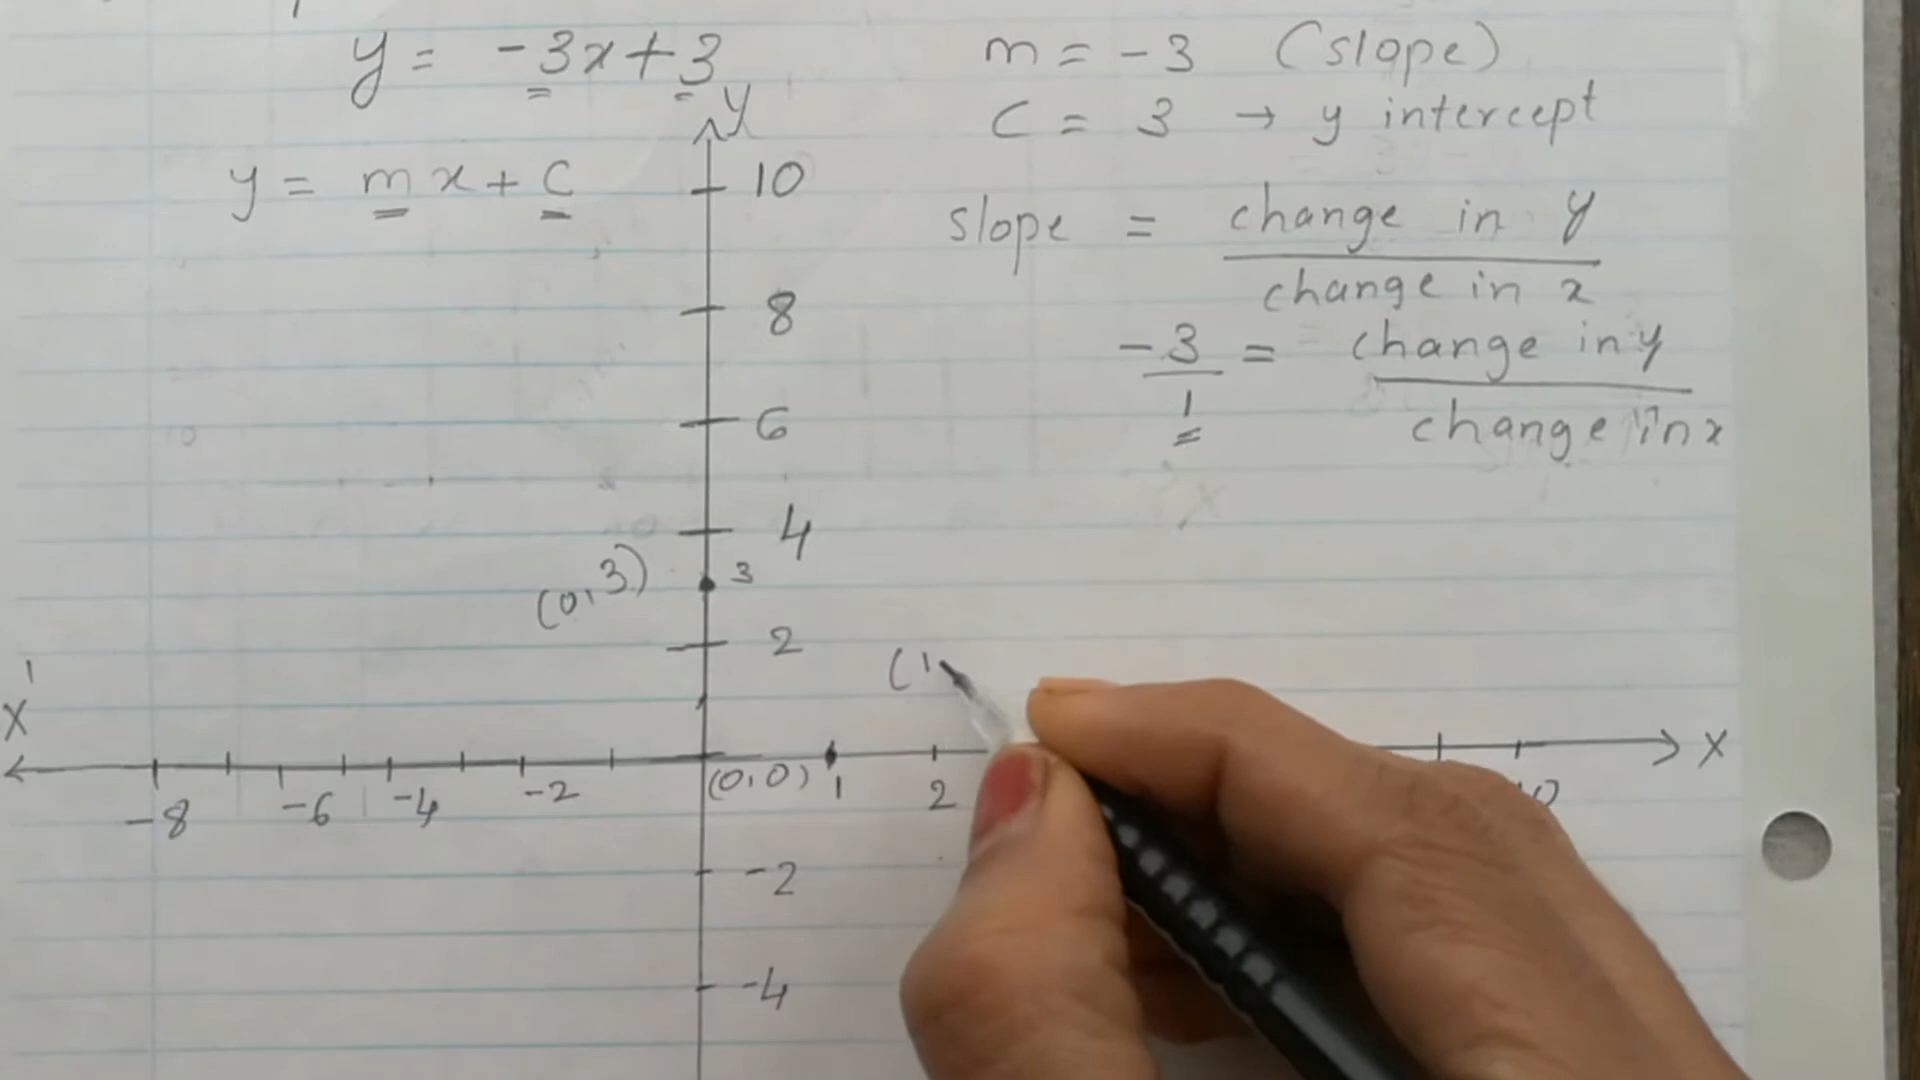 y = -3x+3
m = -3 (slope)
y
c = 3 → y intercept
y = mx + c
10
slope = change in y
change in x
8
-3 = change in y
1 change in x
6
4
(0,3) 3
2
(1
X'
X
-8 -6 -4 -2 (0,0) 1 2
-2
-4